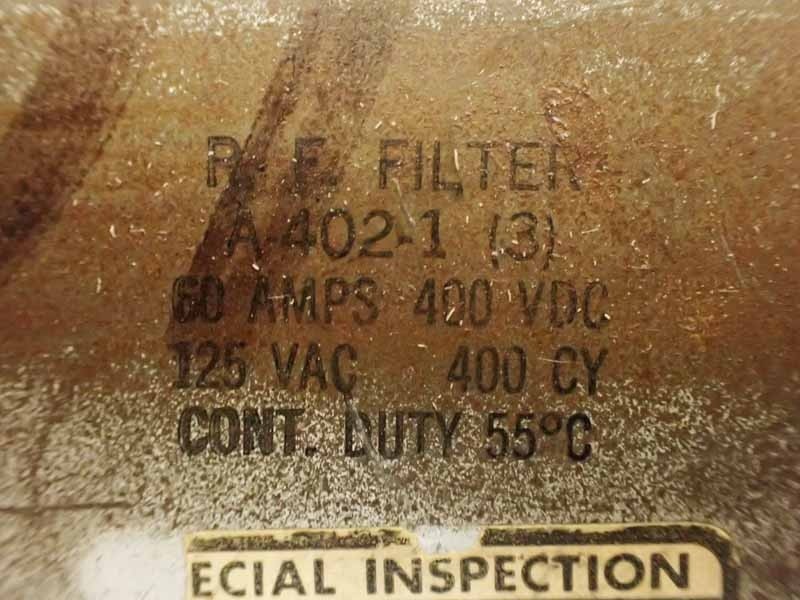 R. F. FILTER
A-402-1 (3)
60 AMPS 400 VDC
125 VAC 400 CY
CONT. DUTY 55°C
ECIAL INSPECTION